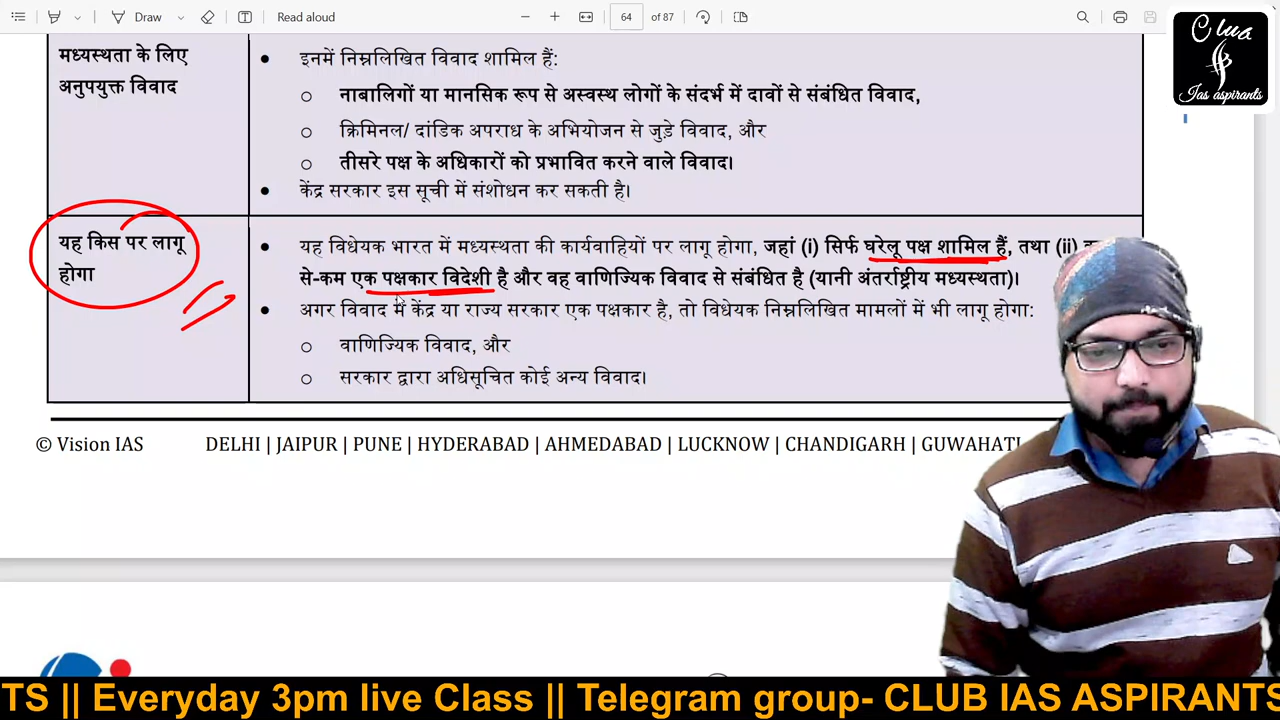 Draw
Read aloud
64 of 87
Clua
Ias aspirants
मध्यस्थता के लिए
अनुपयुक्त विवाद
• इनमें निम्नलिखित विवाद शामिल हैं:
o नाबालिगों या मानसिक रूप से अस्वस्थ लोगों के संदर्भ में दावों से संबंधित विवाद,
o क्रिमिनल/ दांडिक अपराध के अभियोजन से जुड़े विवाद, और
o तीसरे पक्ष के अधिकारों को प्रभावित करने वाले विवाद।
• केंद्र सरकार इस सूची में संशोधन कर सकती है।
यह किस पर लागू
होगा
• यह विधेयक भारत में मध्यस्थता की कार्यवाहियों पर लागू होगा, जहां (i) सिर्फ घरेलू पक्ष शामिल हैं, तथा (ii)
से-कम एक पक्षकार विदेशी है और वह वाणिज्यिक विवाद से संबंधित है (यानी अंतर्राष्ट्रीय मध्यस्थता)।
• अगर विवाद में केंद्र या राज्य सरकार एक पक्षकार है, तो विधेयक निम्नलिखित मामलों में भी लागू होगा:
o वाणिज्यिक विवाद, और
o सरकार द्वारा अधिसूचित कोई अन्य विवाद।
© Vision IAS
DELHI | JAIPUR | PUNE | HYDERABAD | AHMEDABAD | LUCKNOW | CHANDIGARH | GUWAHATI
TS || Everyday 3pm live Class || Telegram group- CLUB IAS ASPIRANTS